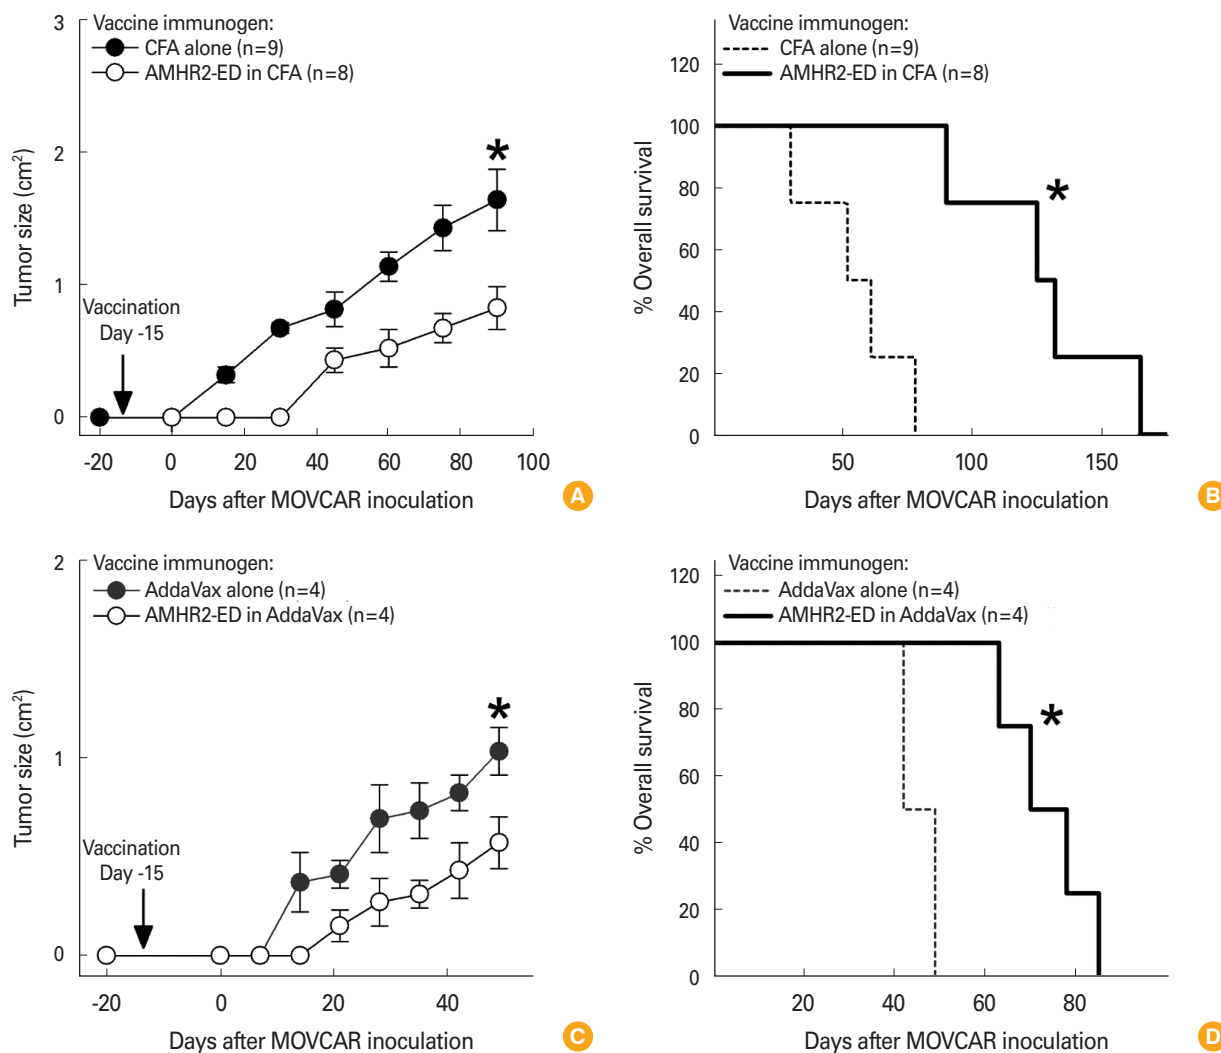 Vaccine immunogen:
CFA alone (n=9)
AMHR2-ED in CFA (n=8)
3
2
1
0
Tumor size (cm²)
*
Vaccination
Day -15
-20 0 20 40 60 80 100
Days after MOVCAR inoculation
A
Vaccine immunogen:
CFA alone (n=9)
AMHR2-ED in CFA (n=8)
120
100
80
60
40
20
0
% Overall survival
*
50 100 150
Days after MOVCAR inoculation
B
Vaccine immunogen:
AddaVax alone (n=4)
AMHR2-ED in AddaVax (n=4)
2
1
0
Tumor size (cm²)
*
Vaccination
Day -15
-20 0 20 40
Days after MOVCAR inoculation
C
Vaccine immunogen:
AddaVax alone (n=4)
AMHR2-ED in AddaVax (n=4)
120
100
80
60
40
20
0
% Overall survival
*
20 40 60 80
Days after MOVCAR inoculation
D